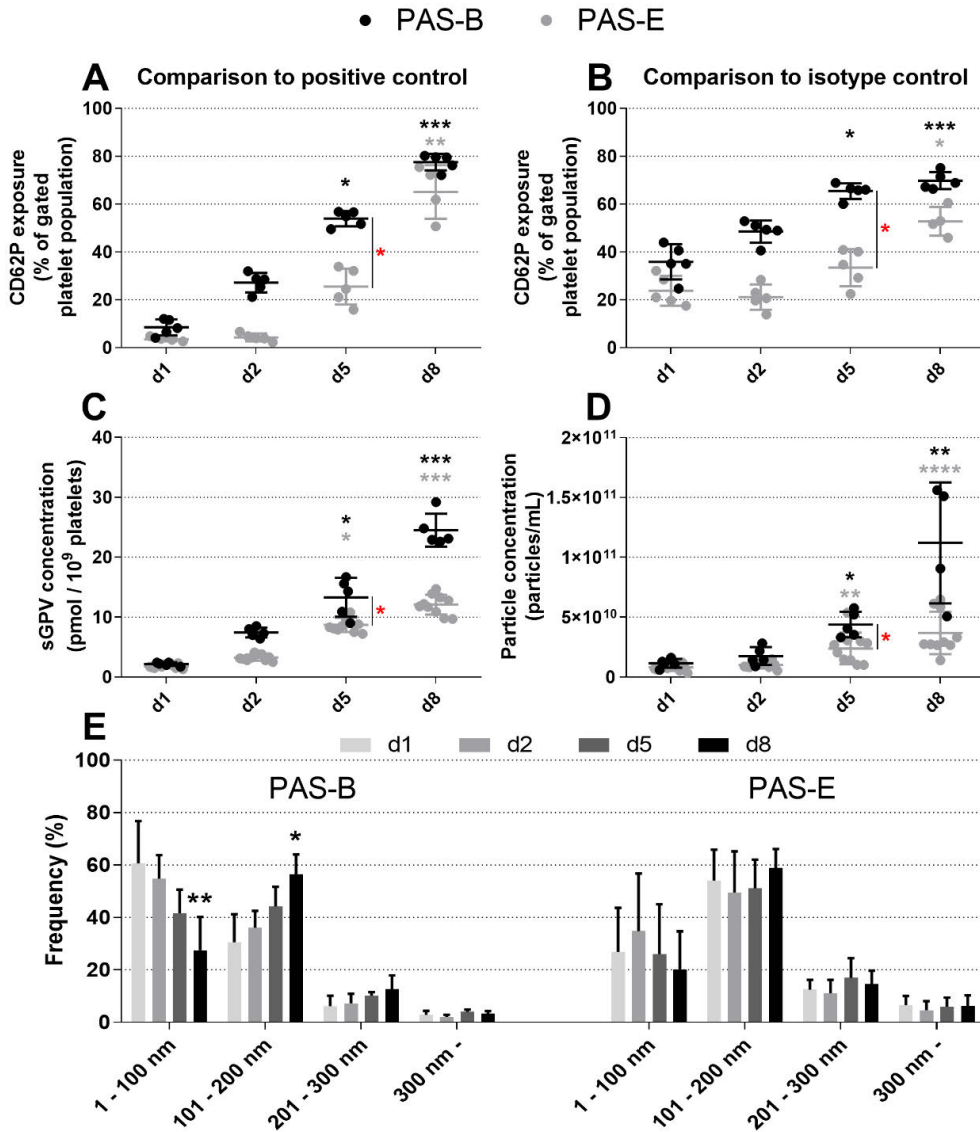 PAS-B PAS-E
A Comparison to positive control
CD62P exposure
(% of gated
platelet population)
100
80
60
40
20
0
***
**
*
*
d1 d2 d5 d8
B Comparison to isotype control
CD62P exposure
(% of gated
platelet population)
100
80
60
40
20
0
***
*
*
*
d1 d2 d5 d8
C
sGPV concentration
(pmol / 10⁹ platelets)
40
30
20
10
0
***
***
*
*
*
d1 d2 d5 d8
D
Particle concentration
(particles/mL)
2×10¹¹
1.5×10¹¹
1×10¹¹
5×10¹⁰
0
**
****
*
**
*
d1 d2 d5 d8
E
d1 d2 d5 d8
PAS-B PAS-E
Frequency (%)
100
80
60
40
20
0
**
*
1 - 100 nm 101 - 200 nm 201 - 300 nm 300 nm -
1 - 100 nm 101 - 200 nm 201 - 300 nm 300 nm -